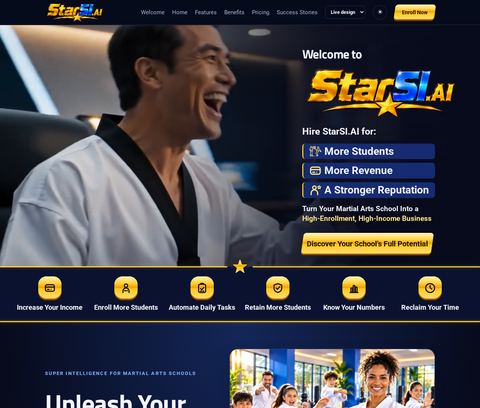 StarSI.AI
Welcome
Home
Features
Benefits
Pricing
Success Stories
Live design
Enroll Now
Welcome to
StarSI.AI
Hire StarSI.AI for:
More Students
More Revenue
A Stronger Reputation
Turn Your Martial Arts School Into a
High-Enrollment, High-Income Business
Discover Your School's Full Potential
Increase Your Income
Enroll More Students
Automate Daily Tasks
Retain More Students
Know Your Numbers
Reclaim Your Time
SUPER INTELLIGENCE FOR MARTIAL ARTS SCHOOLS
Unleash Your